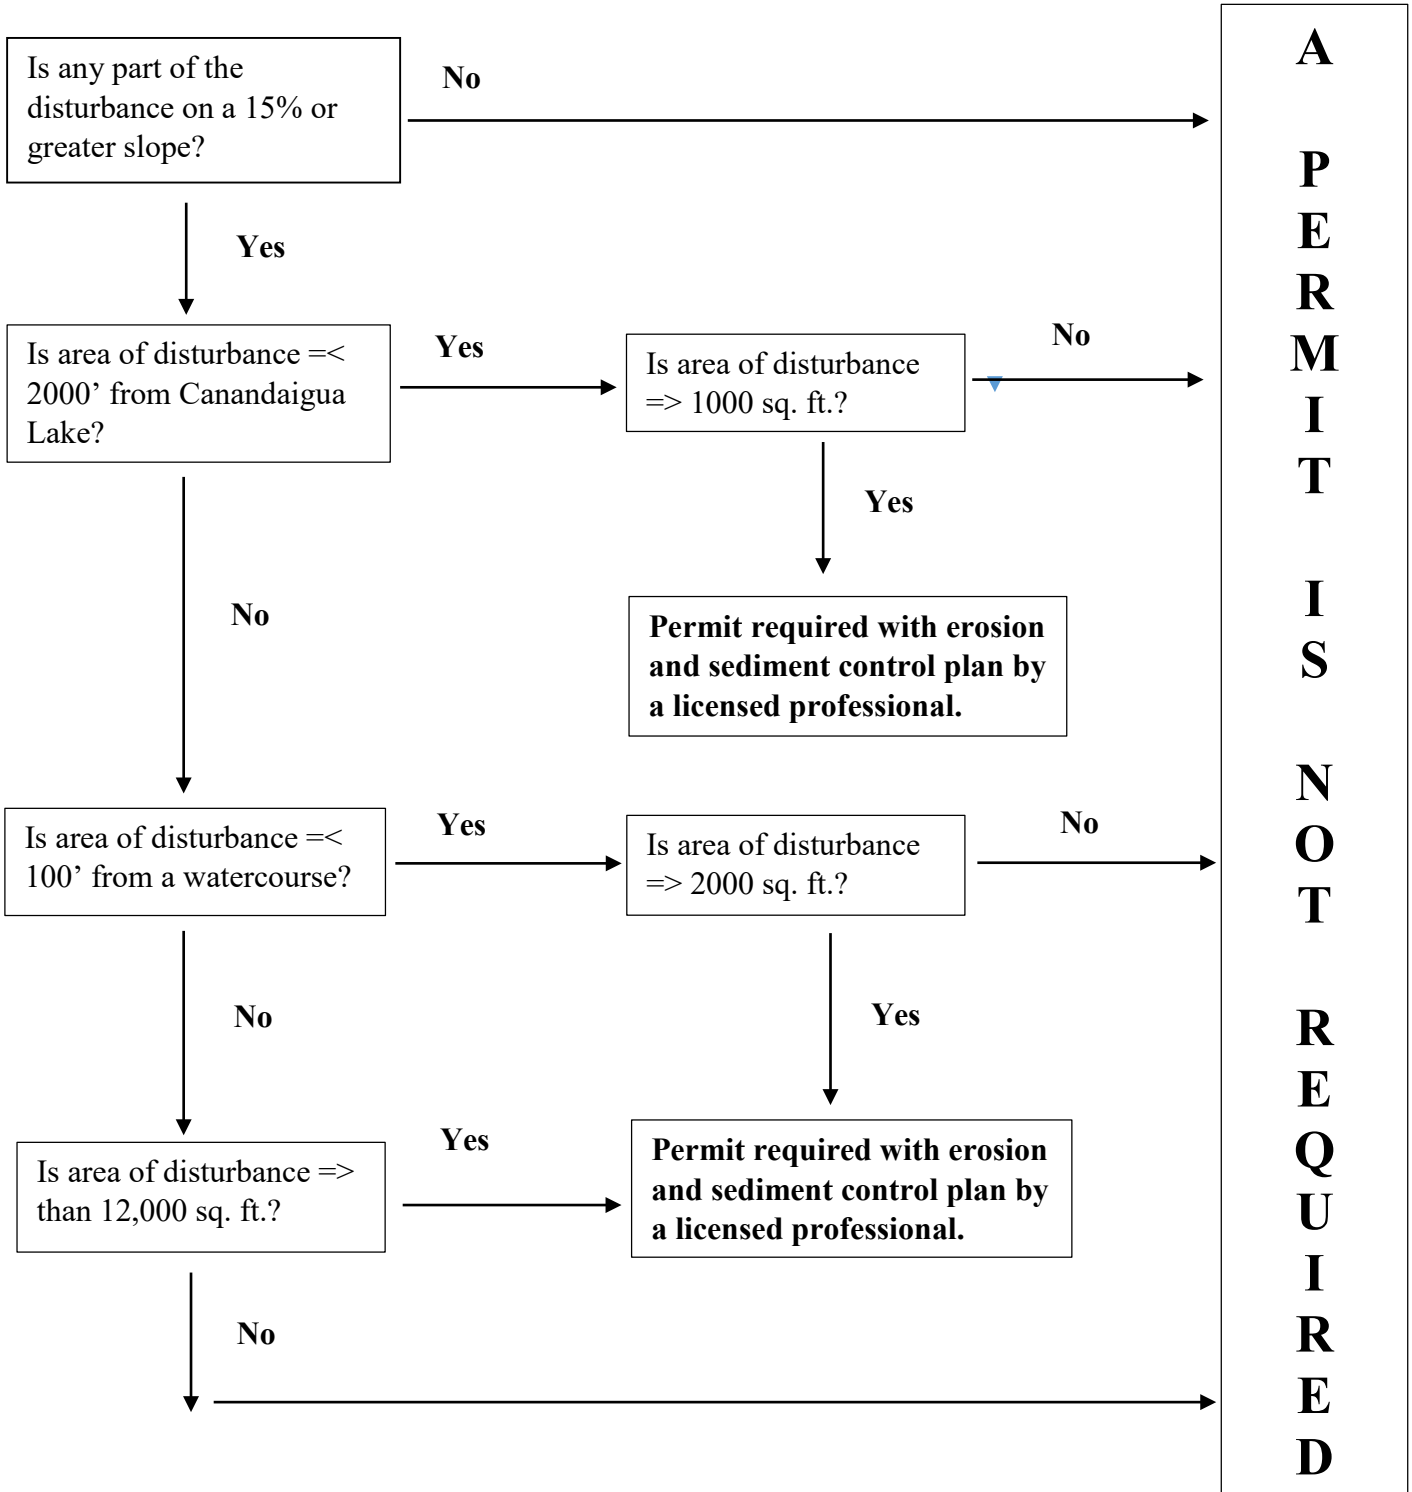 Is any part of the
disturbance on a 15% or
greater slope?
No
Yes
Is area of disturbance =<
2000’ from Canandaigua
Lake?
Yes
Is area of disturbance
=> 1000 sq. ft.?
No
Yes
Permit required with erosion
and sediment control plan by
a licensed professional.
No
Is area of disturbance =<
100’ from a watercourse?
Yes
Is area of disturbance
=> 2000 sq. ft.?
No
Yes
No
Is area of disturbance =>
than 12,000 sq. ft.?
Yes
Permit required with erosion
and sediment control plan by
a licensed professional.
No
A
P
E
R
M
I
T
I
S
N
O
T
R
E
Q
U
I
R
E
D